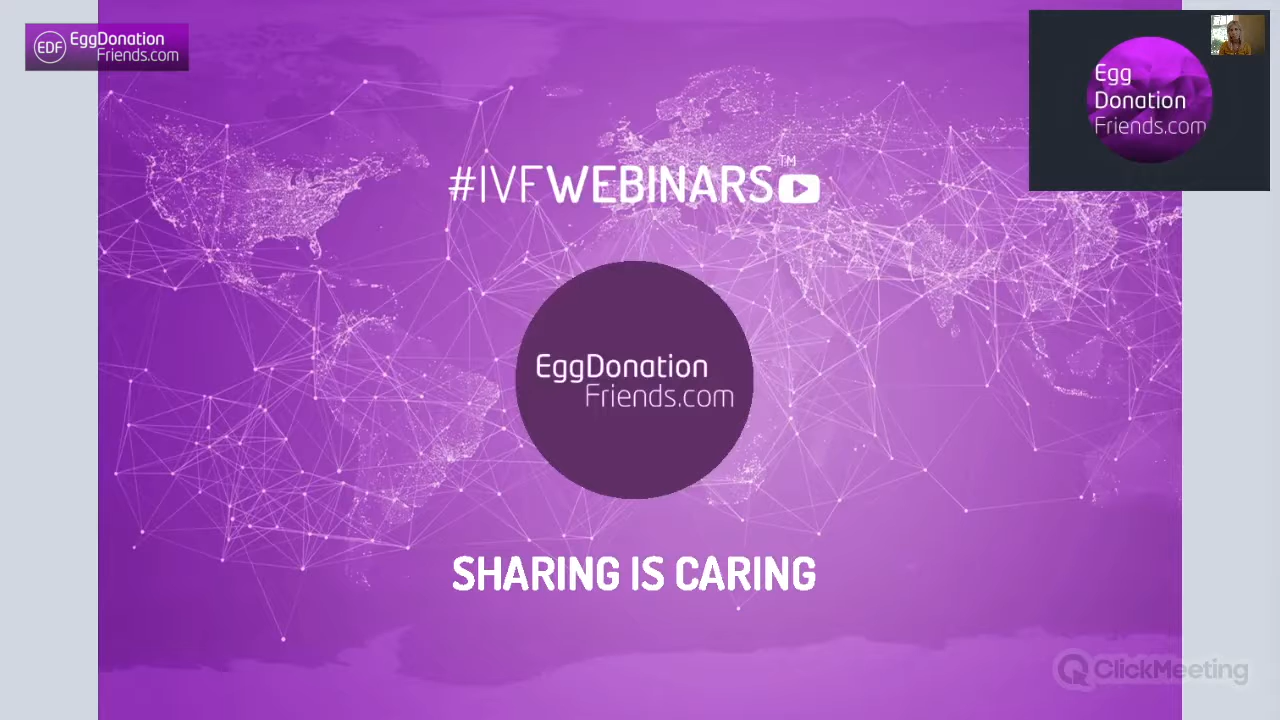 EDF
EggDonation
Friends.com
Egg
Donation
Friends.com
#IVFWEBINARS™
EggDonation
Friends.com
SHARING IS CARING
ClickMeeting